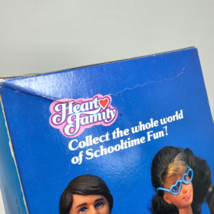 Heart
Family
Collect the whole world
of Schooltime Fun!